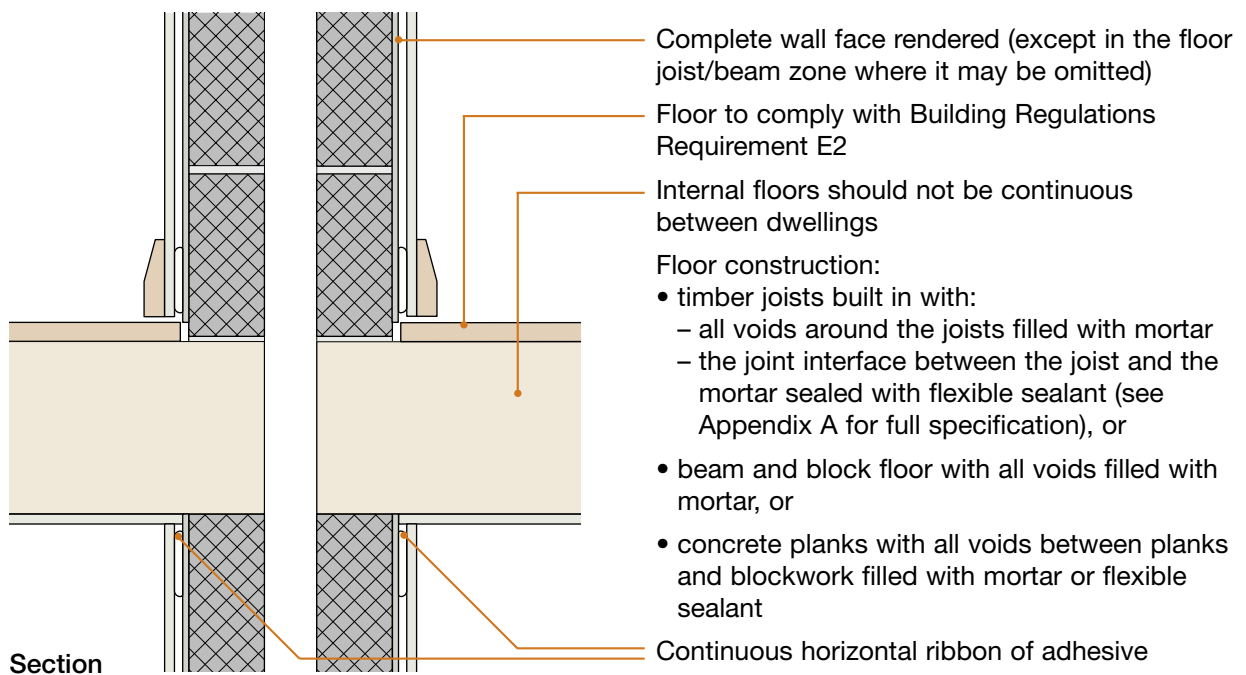 Complete wall face rendered (except in the floor
joist/beam zone where it may be omitted)
Floor to comply with Building Regulations
Requirement E2
Internal floors should not be continuous
between dwellings
Floor construction:
• timber joists built in with:
– all voids around the joists filled with mortar
– the joint interface between the joist and the
mortar sealed with flexible sealant (see
Appendix A for full specification), or
• beam and block floor with all voids filled with
mortar, or
• concrete planks with all voids between planks
and blockwork filled with mortar or flexible
sealant
Continuous horizontal ribbon of adhesive
Section